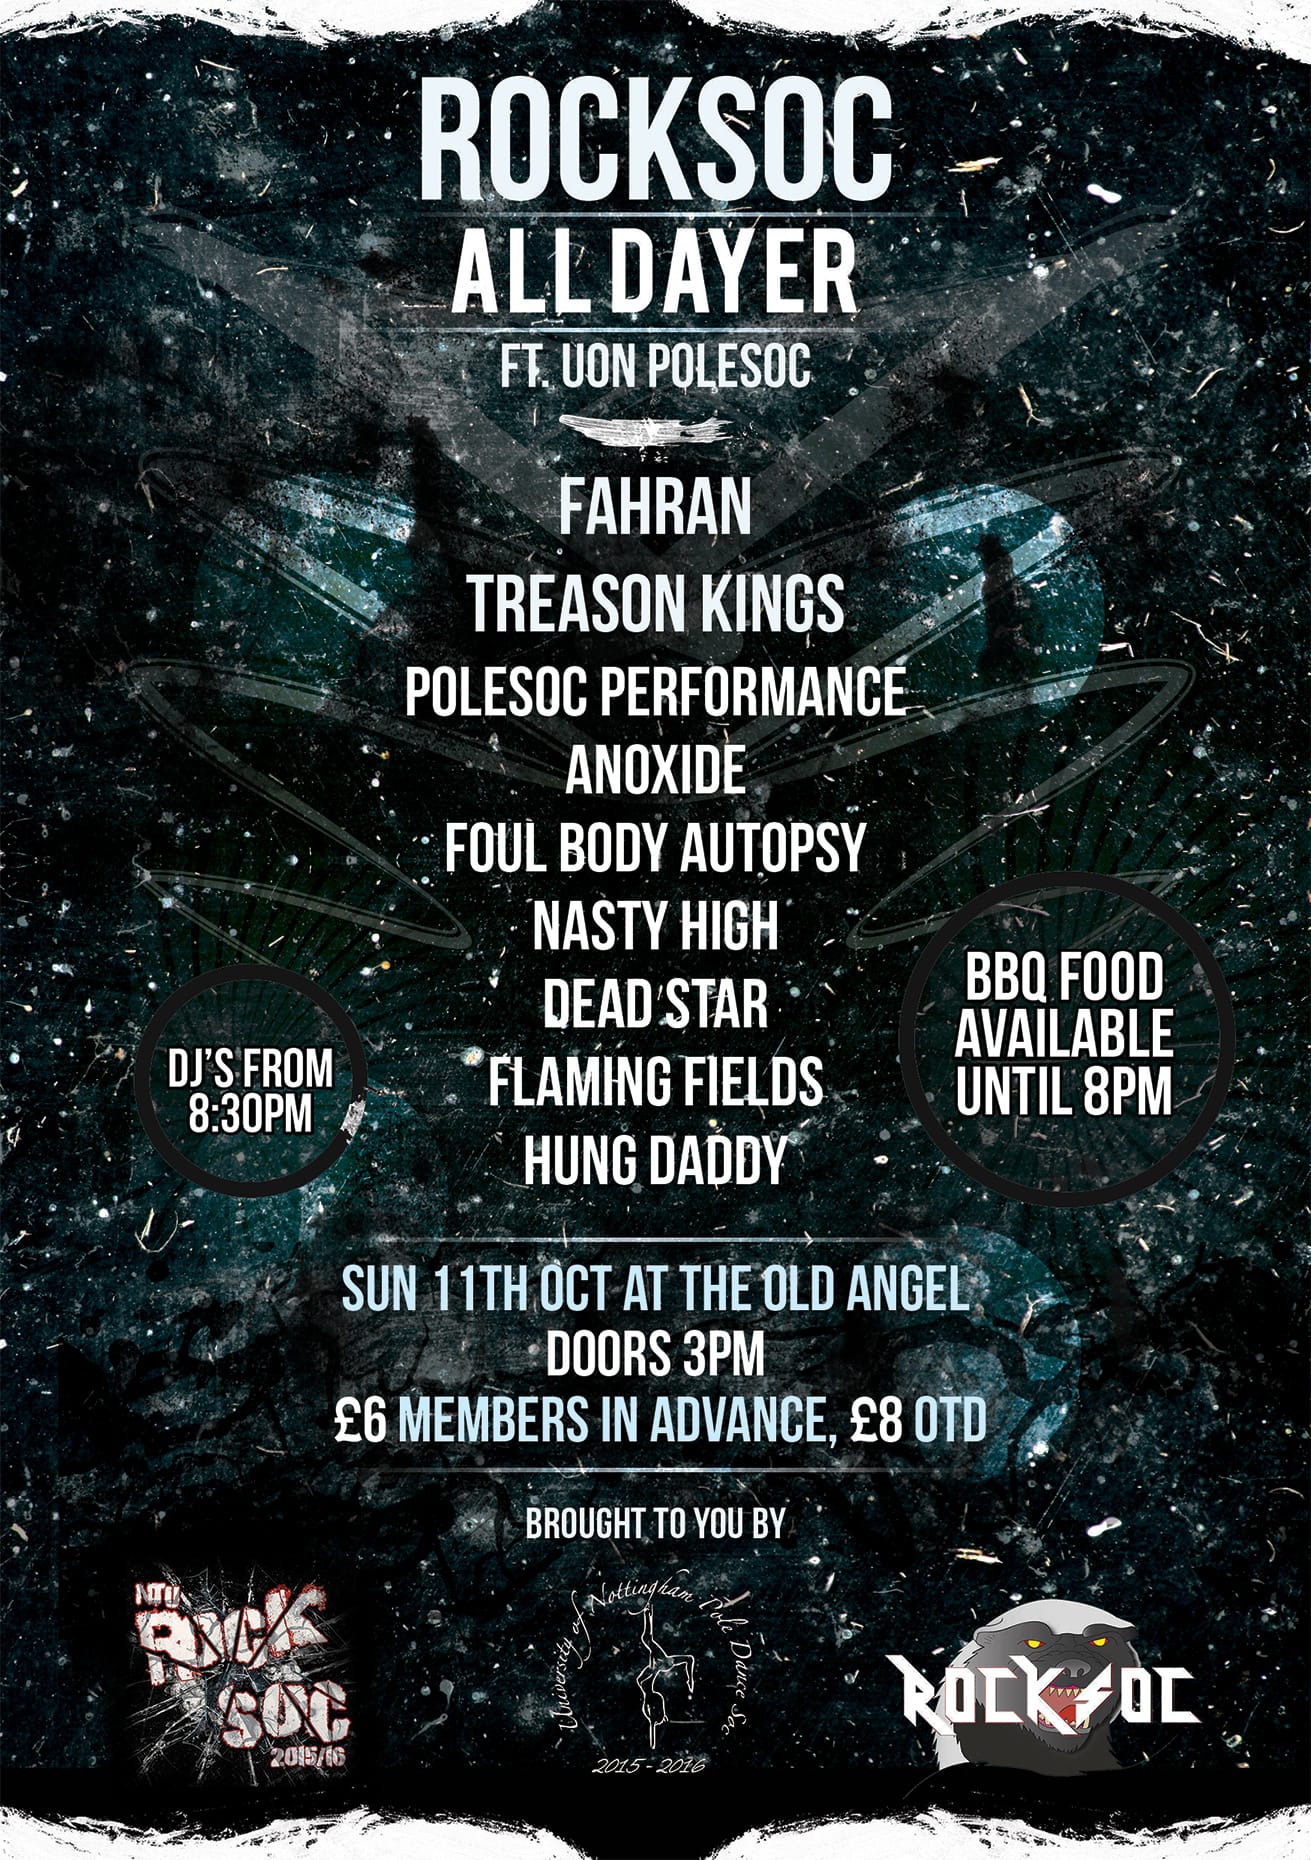 ROCKSOC
ALL DAYER
FT. UON POLESOC
FAHRAN
TREASON KINGS
POLESOC PERFORMANCE
ANOXIDE
FOUL BODY AUTOPSY
NASTY HIGH
DEAD STAR
FLAMING FIELDS
HUNG DADDY
DJ'S FROM
8:30PM
BBQ FOOD
AVAILABLE
UNTIL 8PM
SUN 11TH OCT AT THE OLD ANGEL
DOORS 3PM
£6 MEMBERS IN ADVANCE, £8 OTD
BROUGHT TO YOU BY
NTU
ROCK
SOC
2015/16
University of Nottingham Pole Dance Soc
2015-2016
ROCKSOC